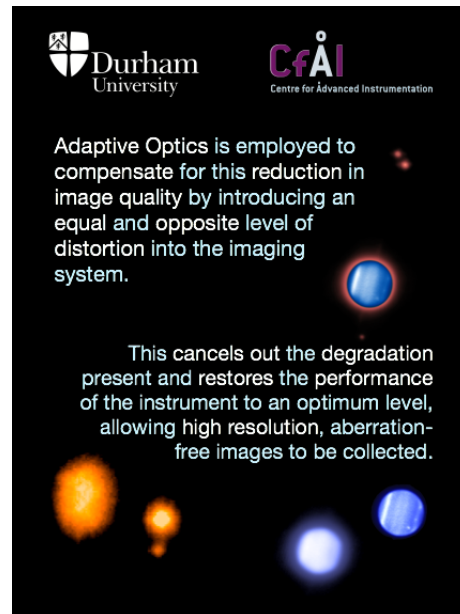 Durham
University
CfÅI
Centre for Ådvanced Instrumentation
Adaptive Optics is employed to
compensate for this reduction in
image quality by introducing an
equal and opposite level of
distortion into the imaging
system.
This cancels out the degradation
present and restores the performance
of the instrument to an optimum level,
allowing high resolution, aberration-
free images to be collected.